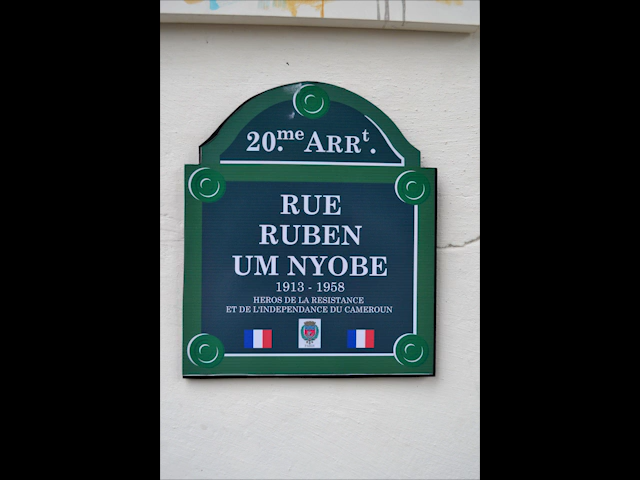 20.me ARRt.
RUE
RUBEN
UM NYOBE
1913 - 1958
HEROS DE LA RESISTANCE
ET DE L'INDEPENDANCE DU CAMEROUN